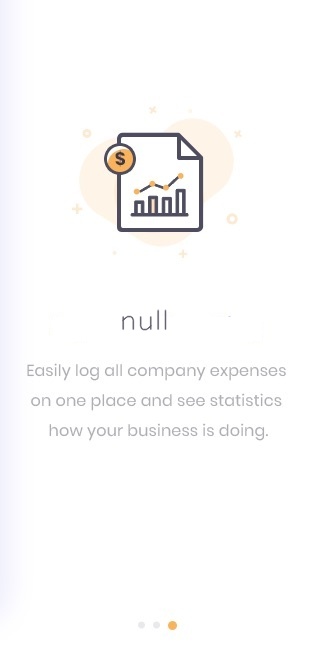 $
null
Easily log all company expenses
on one place and see statistics
how your business is doing.